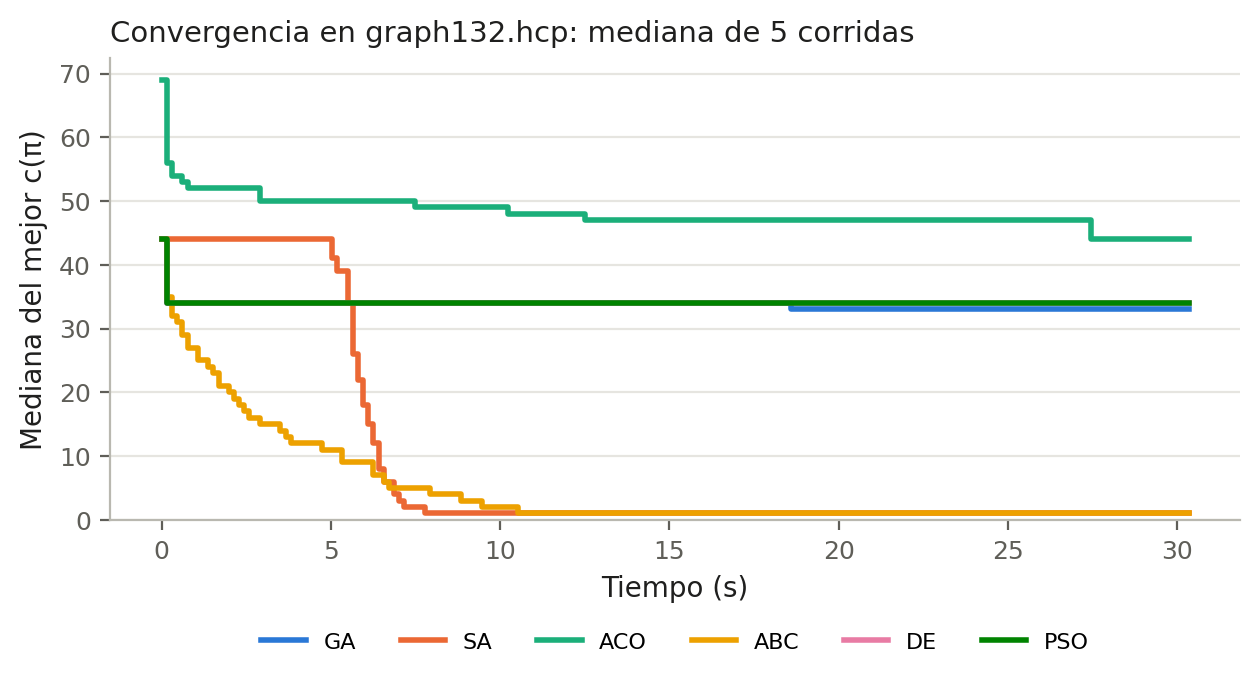 Convergencia en graph132.hcp: mediana de 5 corridas
Mediana del mejor c(π)
70
60
50
40
30
20
10
0
0 5 10 15 20 25 30
Tiempo (s)
GA SA ACO ABC DE PSO